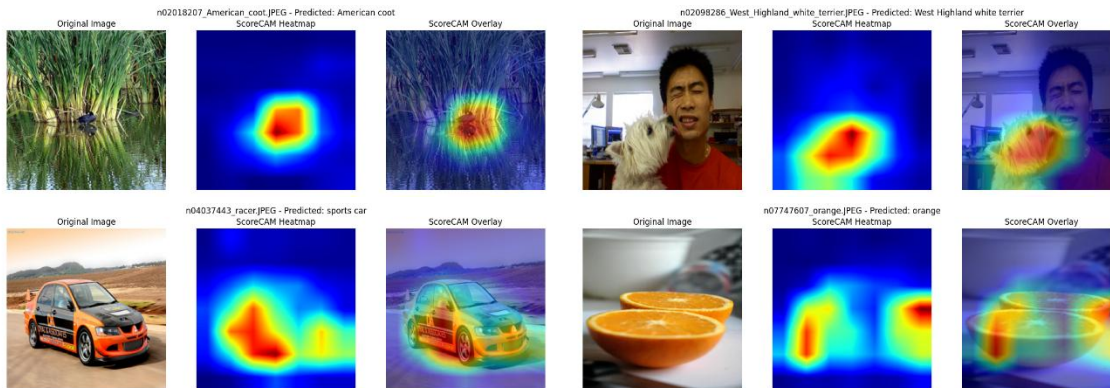 n02018207_American_coot.JPEG - Predicted: American coot
Original Image
ScoreCAM Heatmap
ScoreCAM Overlay
n02098286_West_Highland_white_terrier.JPEG - Predicted: West Highland white terrier
Original Image
ScoreCAM Heatmap
ScoreCAM Overlay
n04037443_racer.JPEG - Predicted: sports car
Original Image
ScoreCAM Heatmap
ScoreCAM Overlay
n07747607_orange.JPEG - Predicted: orange
Original Image
ScoreCAM Heatmap
ScoreCAM Overlay